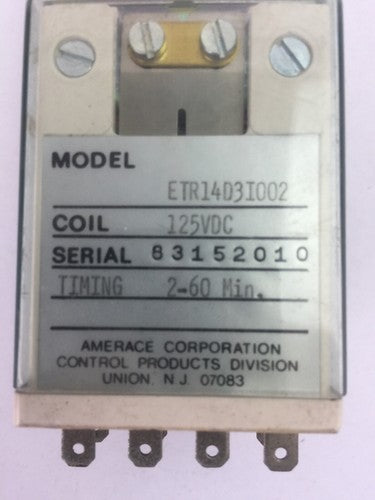 MODEL
ETR14D3I002
COIL 125VDC
SERIAL 83152010
TIMING 2-60 Min.
AMERACE CORPORATION
CONTROL PRODUCTS DIVISION
UNION, N.J. 07083